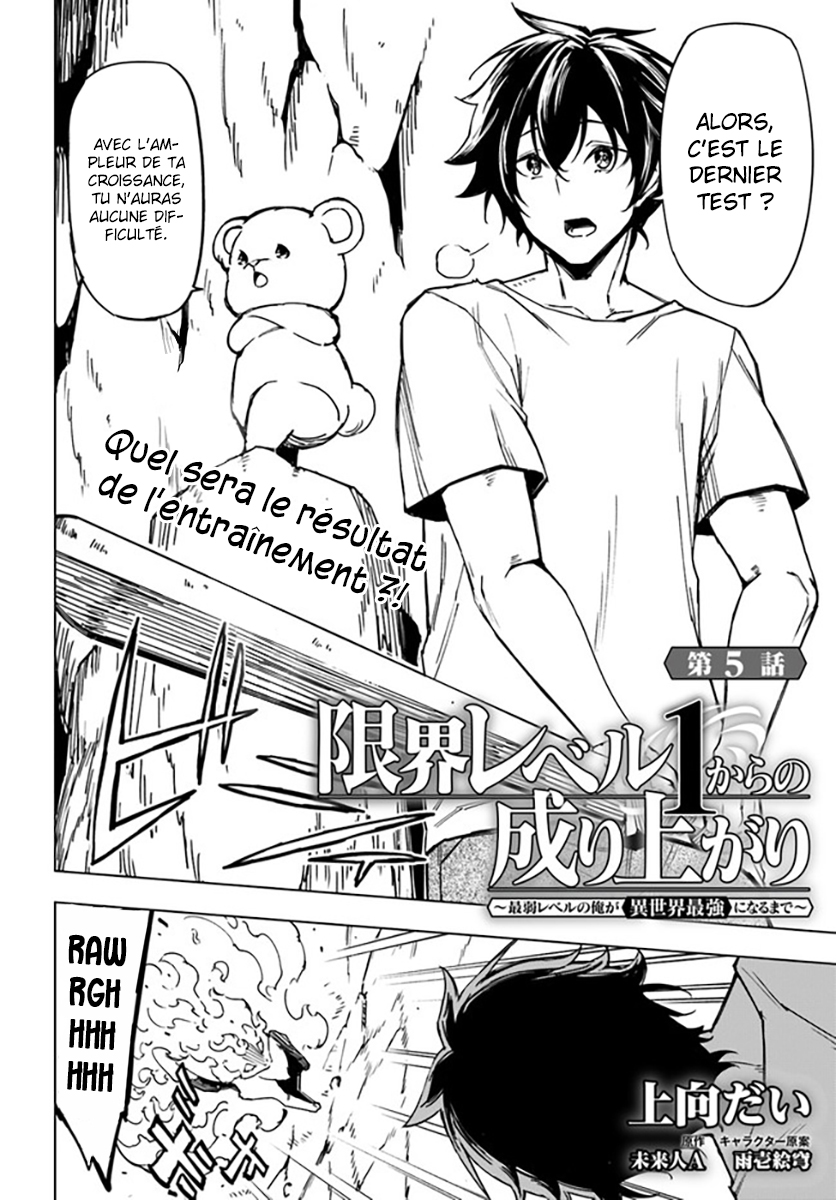 ALORS,
C'EST LE
DERNIER
TEST ?
AVEC L'AM-
PLEUR DE TA
CROISSANCE,
TU N'AURAS
AUCUNE DIF-
FICULTÉ.
Quel sera le résultat
de l'entraînement ?!
第5話
限界レベル1からの
成り上がり
～最弱レベルの俺が異世界最強になるまで～
RAW
RGH
HHH
HHH
上向だい
原作 キャラクター原案
未来人A 雨壱絵穹